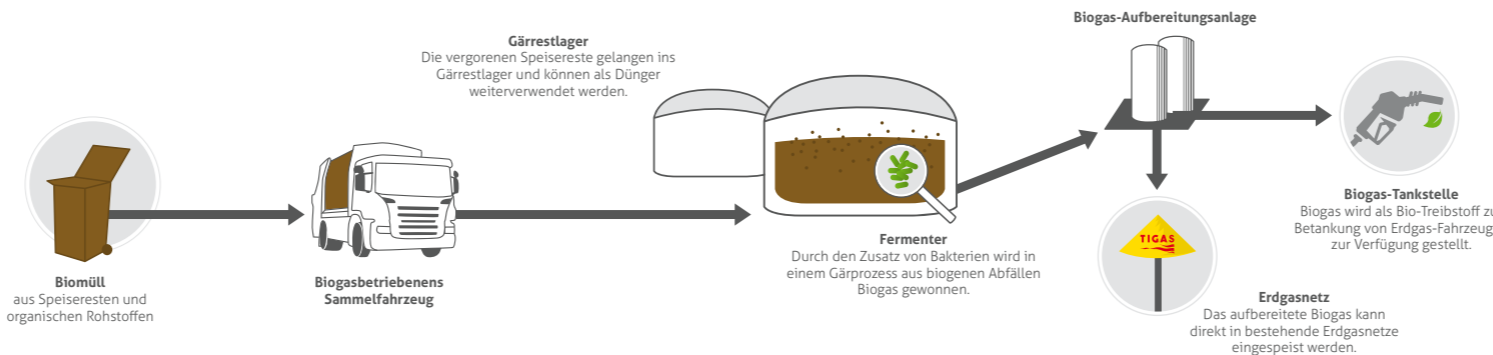 Biomüll
aus Speiseresten und
organischen Rohstoffen
Biogasbetriebenens
Sammelfahrzeug
Gärrestlager
Die vergorenen Speisereste gelangen ins
Gärrestlager und können als Dünger
weiterverwendet werden.
Fermenter
Durch den Zusatz von Bakterien wird in
einem Gärprozess aus biogenen Abfällen
Biogas gewonnen.
Biogas-Aufbereitungsanlage
TIGAS
Erdgasnetz
Das aufbereitete Biogas kann
direkt in bestehende Erdgasnetze
eingespeist werden.
Biogas-Tankstelle
Biogas wird als Bio-Treibstoff
Betankung von
zur Verfügung gestellt.